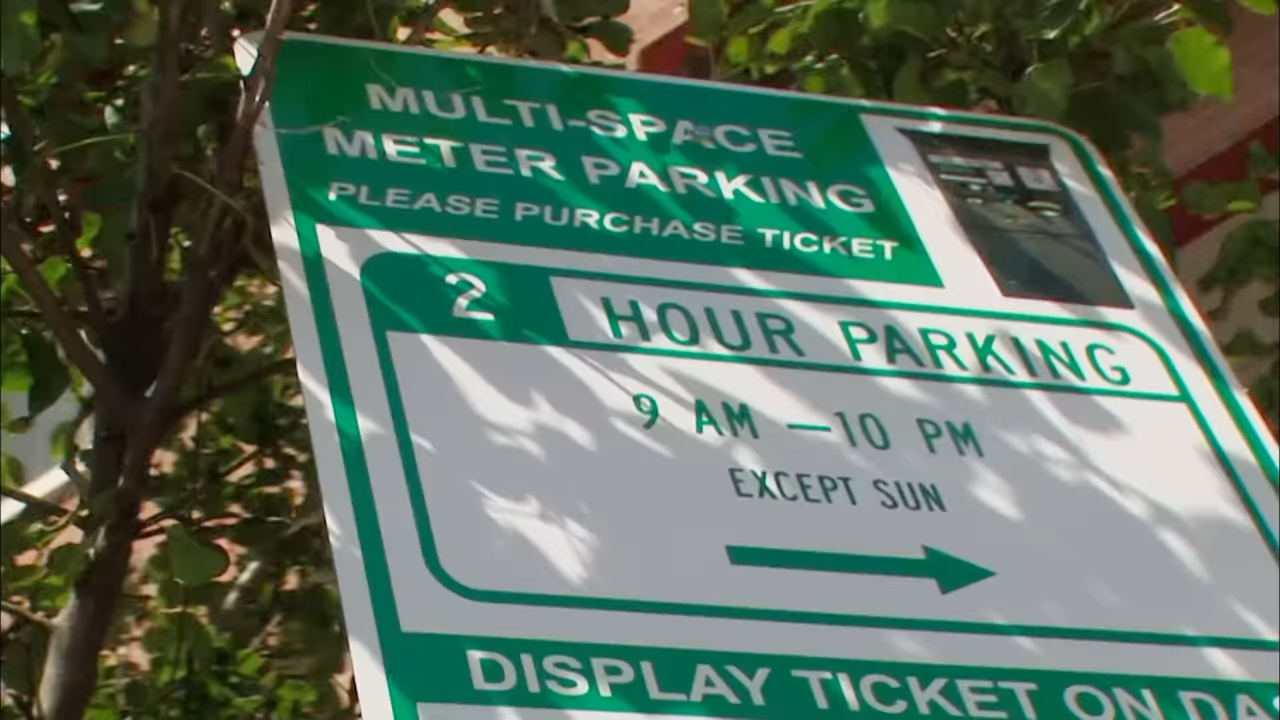 MULTI-SPACE
METER PARKING
PLEASE PURCHASE TICKET
2 HOUR PARKING
9 AM —10 PM
EXCEPT SUN
DISPLAY TICKET ON